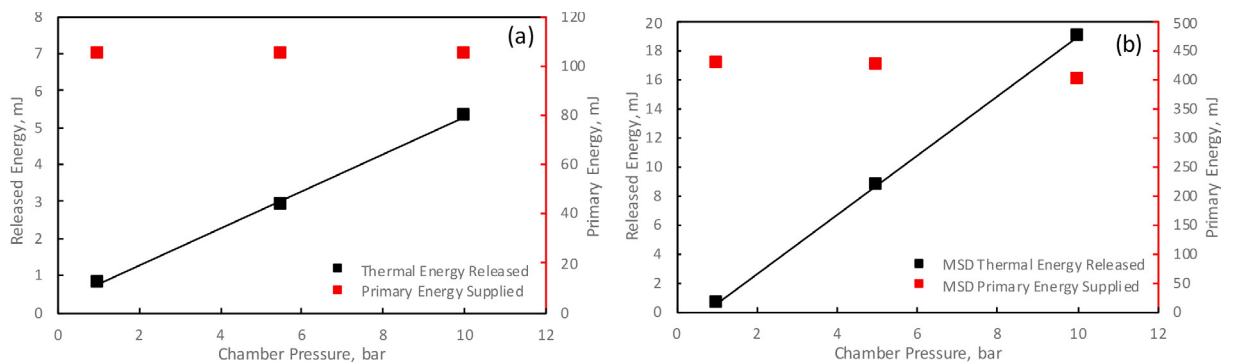 (a)
8
7
6
5
4
3
2
1
0
Released Energy, mJ
120
100
80
60
40
20
0
Primary Energy, mJ
Thermal Energy Released
Primary Energy Supplied
0 2 4 6 8 10 12
Chamber Pressure, bar
(b)
20
18
16
14
12
10
8
6
4
2
0
Released Energy, mJ
500
450
400
350
300
250
200
150
100
50
0
Primary Energy, mJ
MSD Thermal Energy Released
MSD Primary Energy Supplied
0 2 4 6 8 10 12
Chamber Pressure, bar